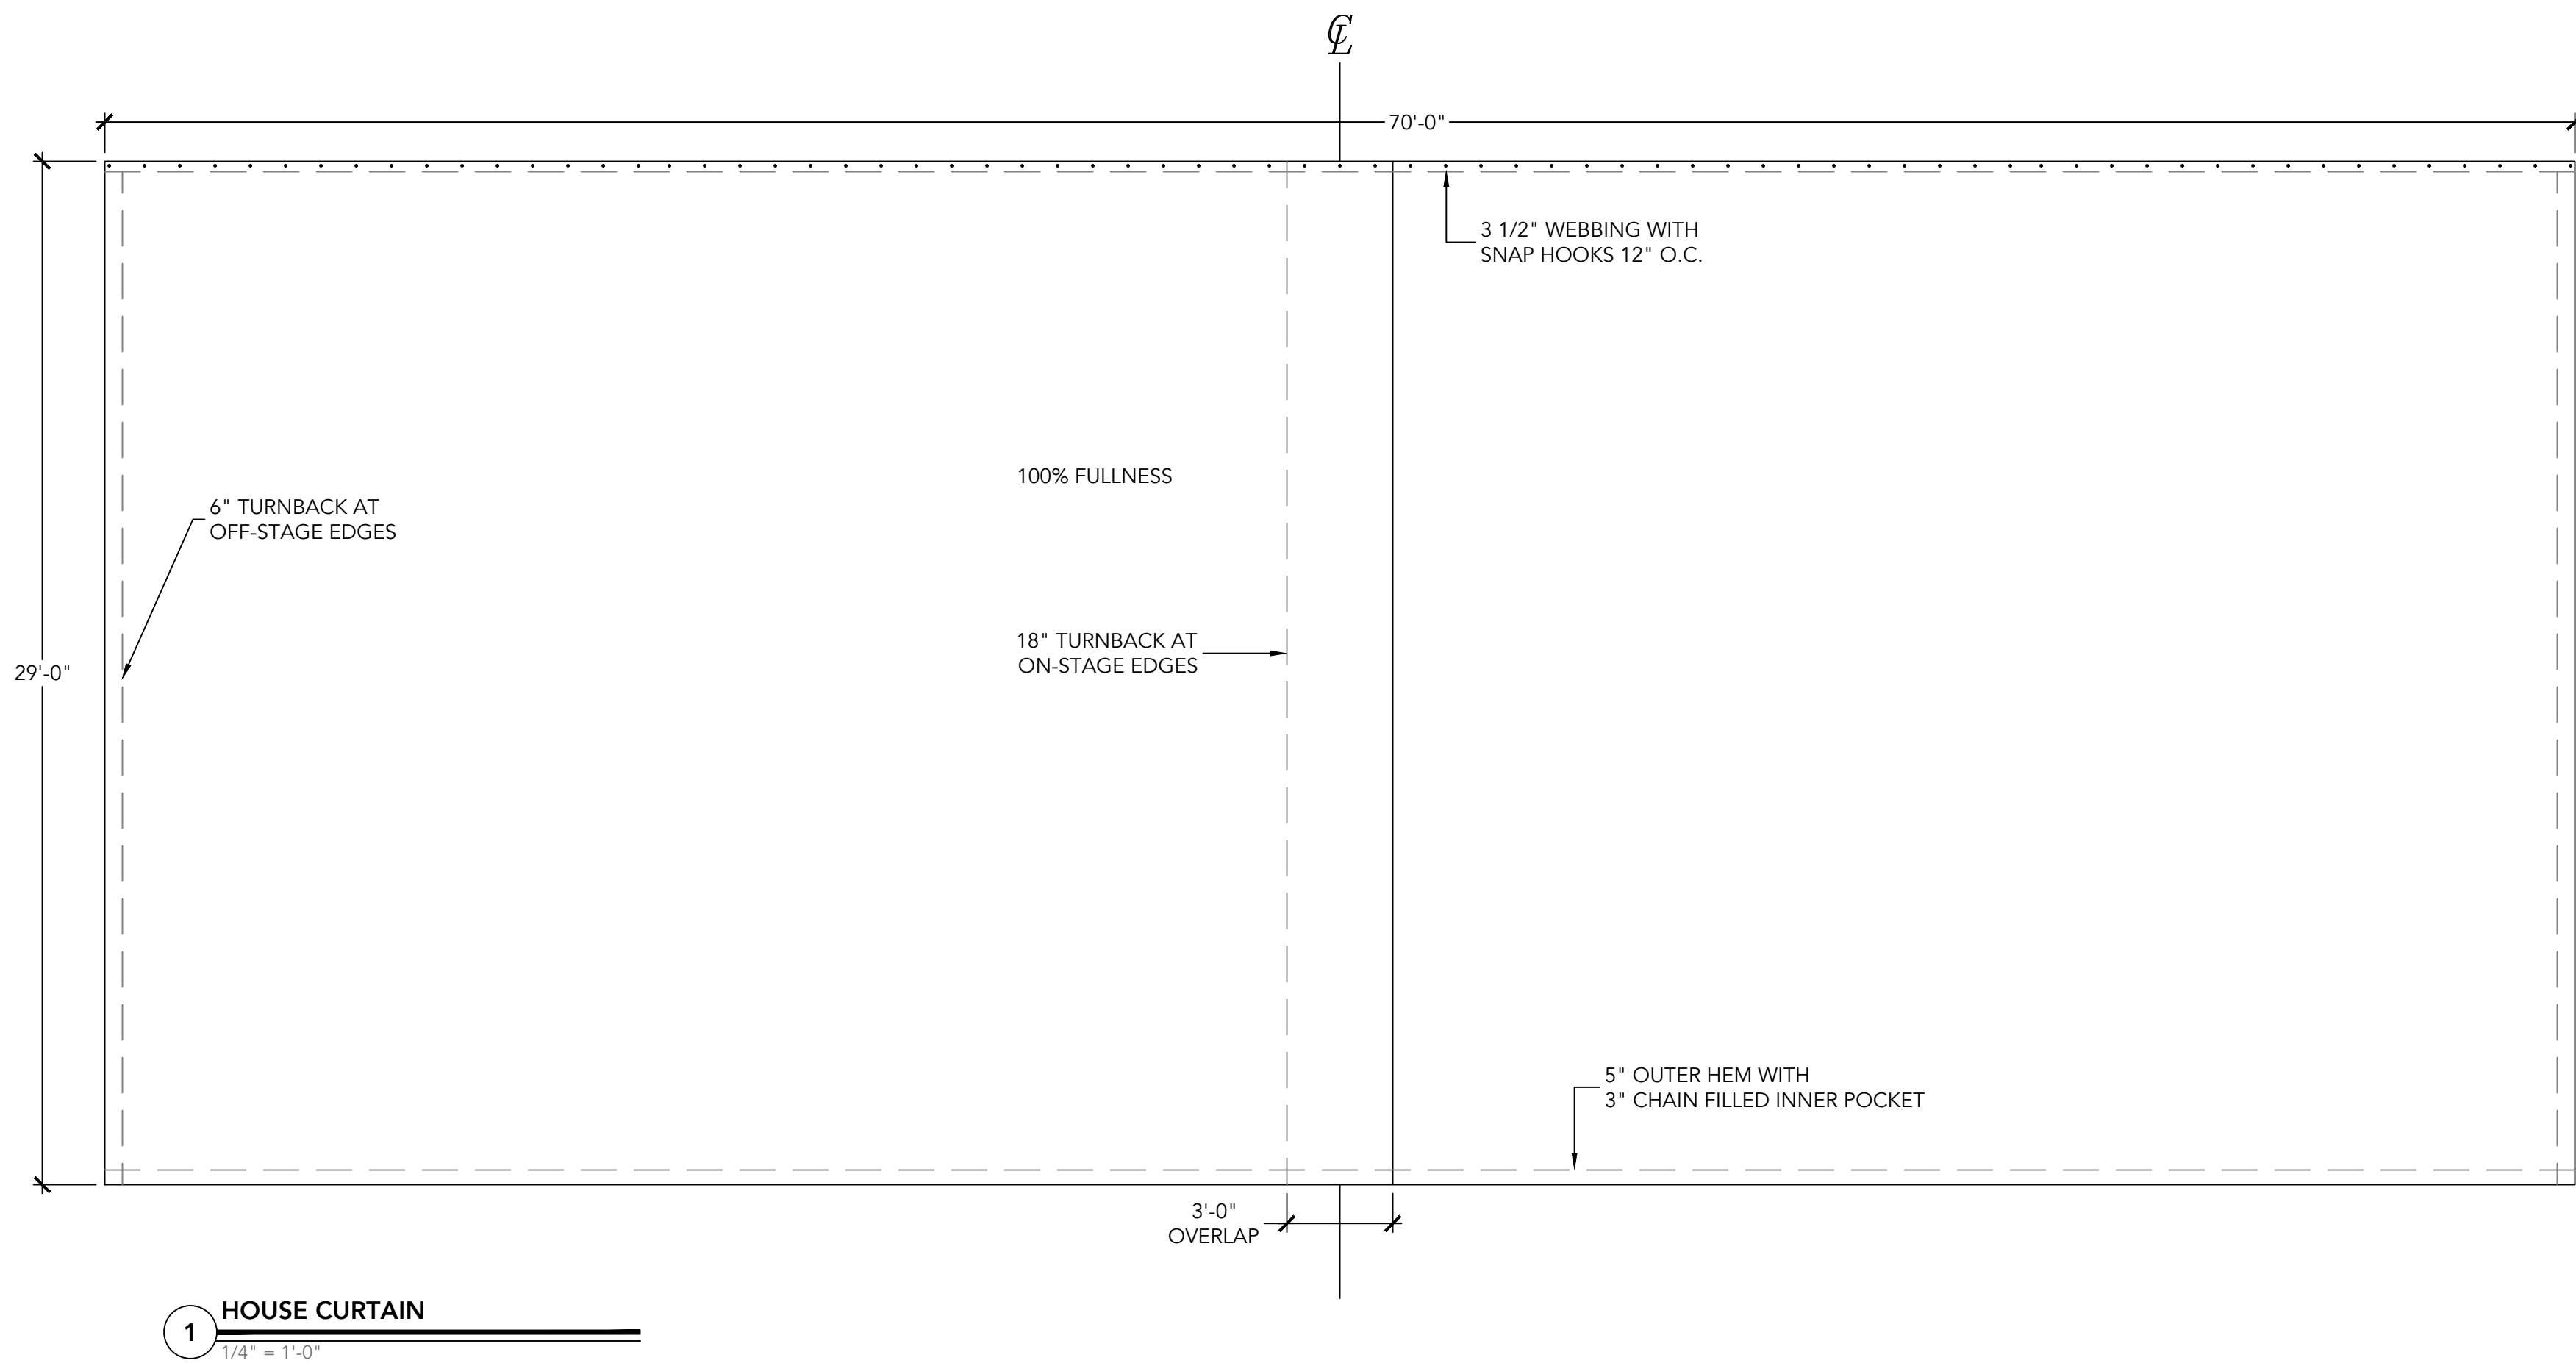 ℄
70'-0"
3 1/2" WEBBING WITH
SNAP HOOKS 12" O.C.
100% FULLNESS
6" TURNBACK AT
OFF-STAGE EDGES
18" TURNBACK AT
ON-STAGE EDGES
29'-0"
5" OUTER HEM WITH
3" CHAIN FILLED INNER POCKET
3'-0"
OVERLAP
HOUSE CURTAIN
1
1/4" = 1'-0"